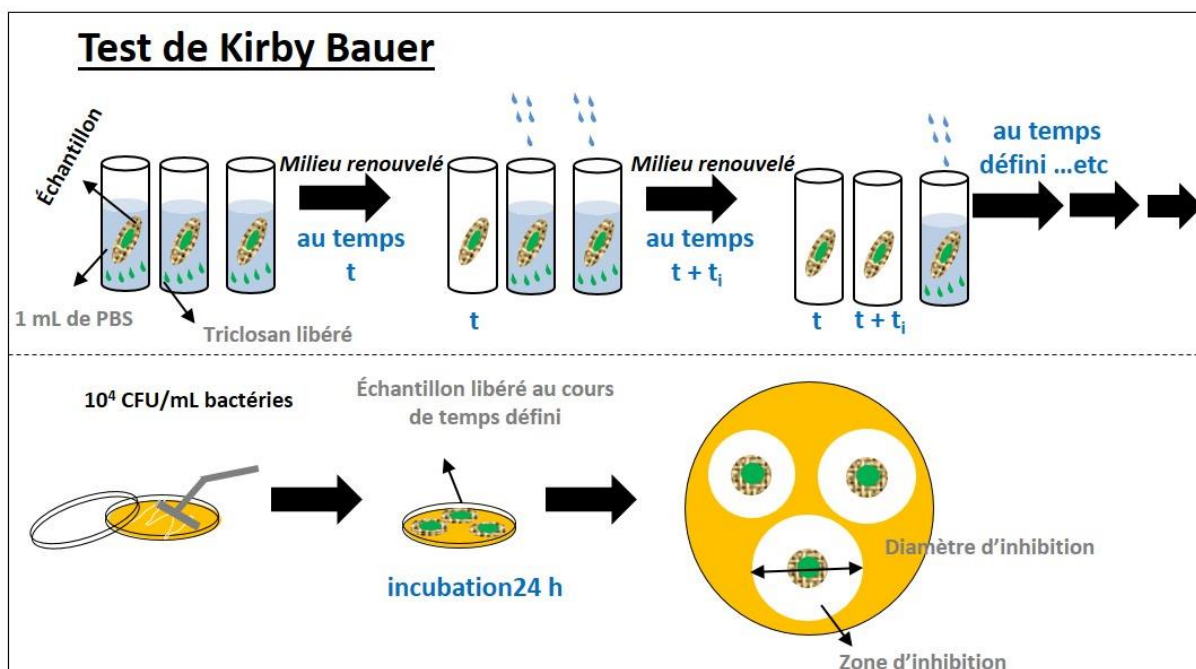 Test de Kirby Bauer
Échantillon
1 mL de PBS
Triclosan libéré
Milieu renouvelé
au temps
t
t
Milieu renouvelé
au temps
t + tᵢ
t
t + tᵢ
au temps
défini ...etc
10⁴ CFU/mL bactéries
Échantillon libéré au cours
de temps défini
incubation24 h
Diamètre d’inhibition
Zone d’inhibition